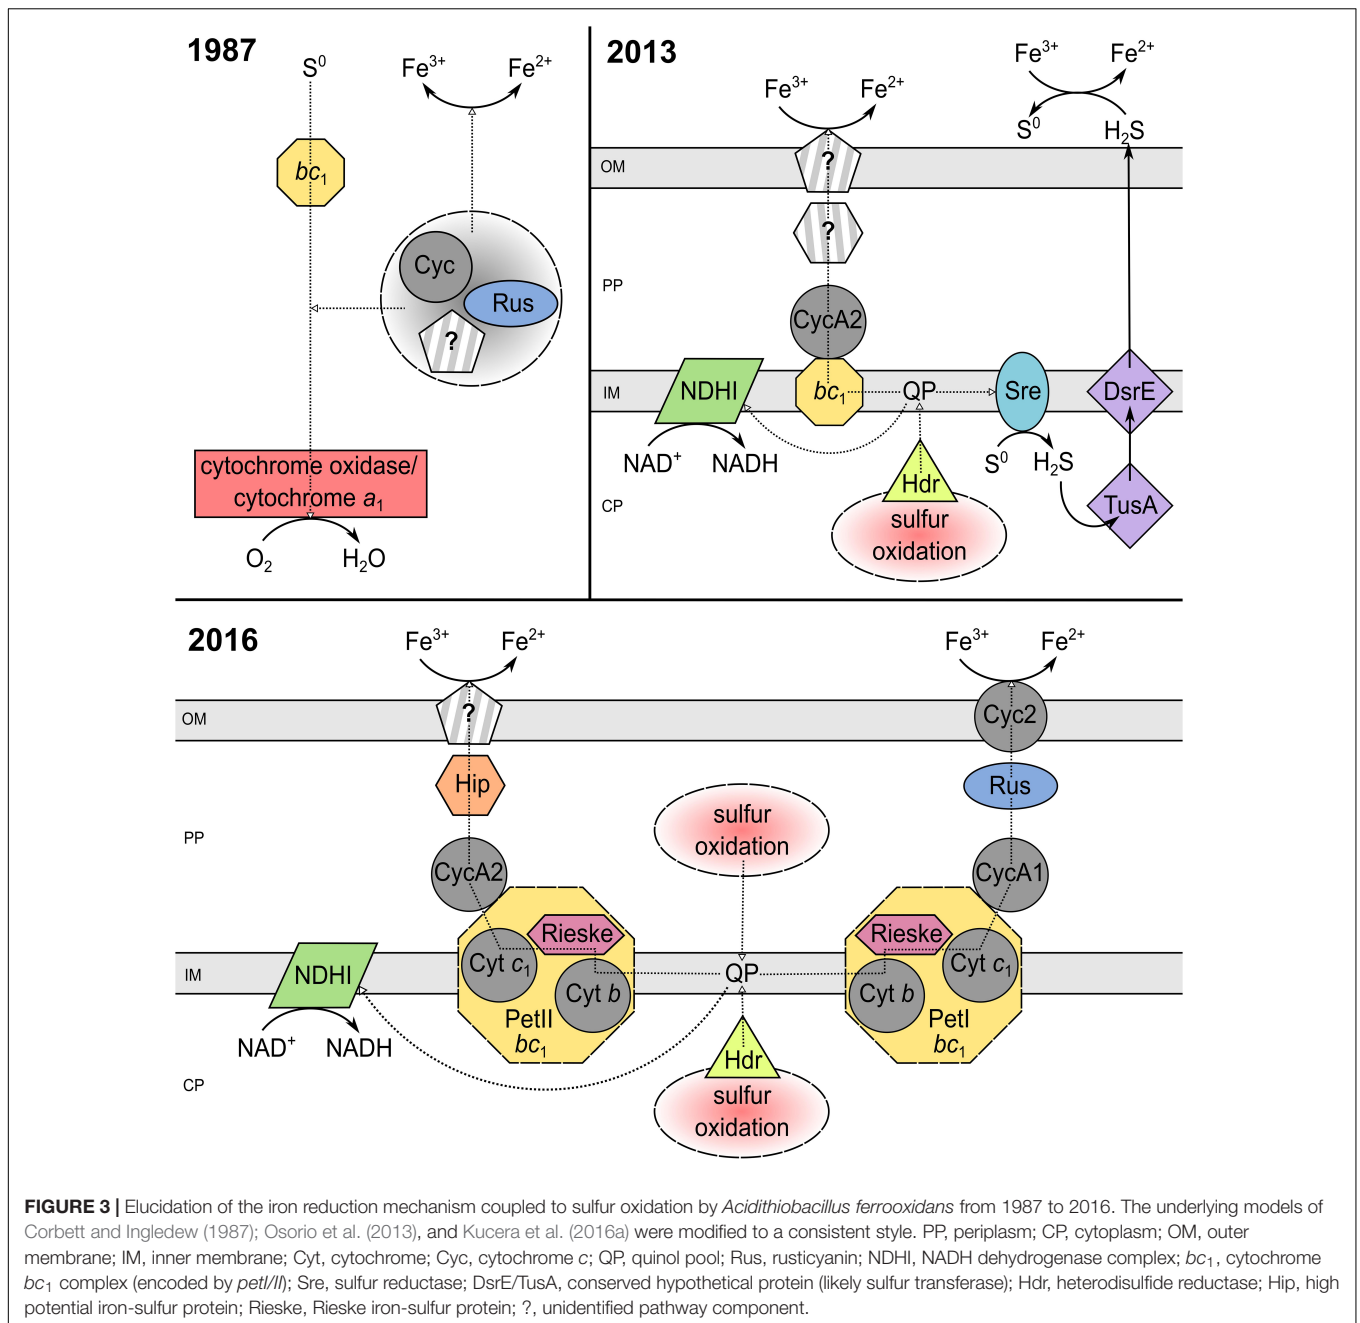 1987
S⁰
Fe³⁺
Fe²⁺
bc₁
Cyc
Rus
?
cytochrome oxidase/
cytochrome a₁
O₂
H₂O
2013
Fe³⁺
Fe²⁺
Fe³⁺
Fe²⁺
S⁰
H₂S
OM
?
?
PP
CycA2
IM
NDHI
bc₁
QP
Sre
DsrE
NAD⁺
NADH
S⁰
H₂S
Hdr
CP
TusA
sulfur
oxidation
2016
Fe³⁺
Fe²⁺
Fe³⁺
Fe²⁺
OM
?
Cyc2
Hip
Rus
sulfur
oxidation
PP
CycA2
CycA1
Rieske
Rieske
IM
NDHI
Cyt c₁
Cyt b
QP
Cyt b
Cyt c₁
PetII
bc₁
PetI
bc₁
NAD⁺
NADH
Hdr
CP
sulfur
oxidation
FIGURE 3 | Elucidation of the iron reduction mechanism coupled to sulfur oxidation by Acidithiobacillus ferrooxidans from 1987 to 2016. The underlying models of
Corbett and Ingledew (1987); Osorio et al. (2013), and Kucera et al. (2016a) were modified to a consistent style. PP, periplasm; CP, cytoplasm; OM, outer
membrane; IM, inner membrane; Cyt, cytochrome; Cyc, cytochrome c; QP, quinol pool; Rus, rusticyanin; NDHI, NADH dehydrogenase complex; bc₁, cytochrome
bc₁ complex (encoded by petI/II); Sre, sulfur reductase; DsrE/TusA, conserved hypothetical protein (likely sulfur transferase); Hdr, heterodisulfide reductase; Hip, high
potential iron-sulfur protein; Rieske, Rieske iron-sulfur protein; ?, unidentified pathway component.